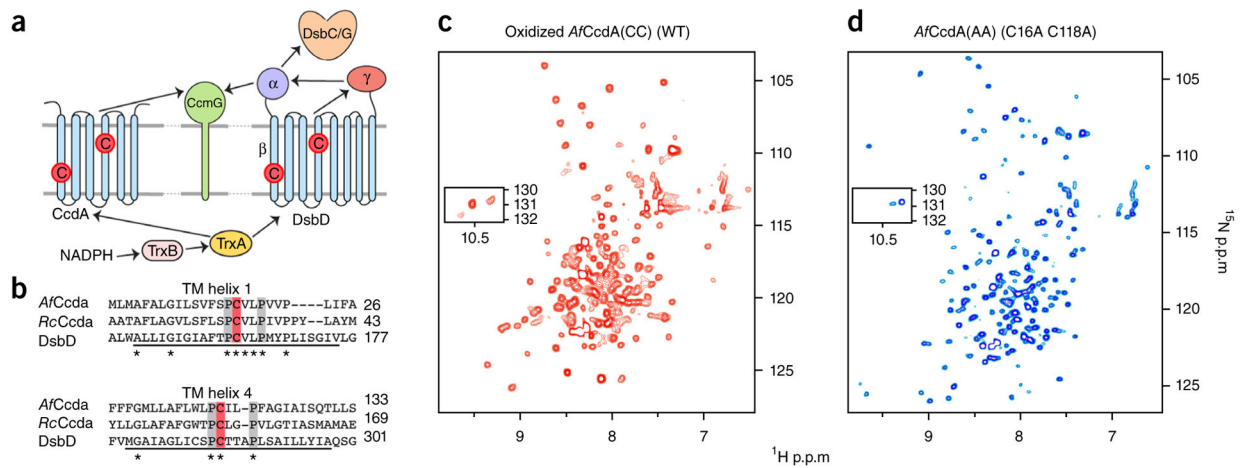 a
DsbC/G
α
γ
CcmG
β
C
C
C
C
CcdA
DsbD
NADPH
TrxB
TrxA
b
TM helix 1
AfCcda MLMAFALGILSVFSPCVLPVVP----LIFA 26
RcCcda AATAFLAGVLSFLSPCVLPIVPPY--LAYM 43
DsbD ALWALLIGIGIAFTPCVLPMYPLISGIVLG 177
* * ***** *
TM helix 4
AfCcda FFFGMLLAFLWLPCIL-PFAGIAISQTLLS 133
RcCcda YLLGLAFAFGWTPCLG-PVLGTIASMAMAE 169
DsbD FVMGAIAGLICSPCTTAPLSAILLYIAQSG 301
* ** *
c
Oxidized AfCcdA(CC) (WT)
105
110
130
131
132
10.5
115
120
125
9 8 7
¹H p.p.m
d
AfCcdA(AA) (C16A C118A)
105
110
130
131
132
10.5
115
120
125
9 8 7
¹⁵N p.p.m